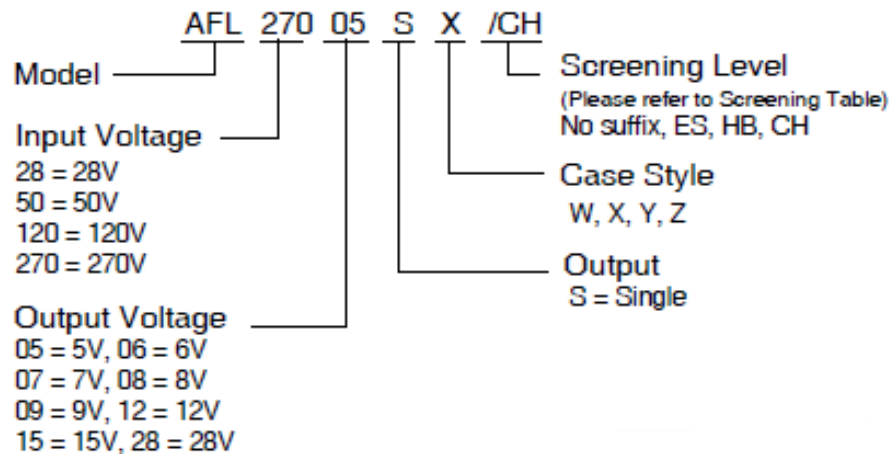 AFL 270 05 S X /CH
Model
Input Voltage
28 = 28V
50 = 50V
120 = 120V
270 = 270V
Output Voltage
05 = 5V, 06 = 6V
07 = 7V, 08 = 8V
09 = 9V, 12 = 12V
15 = 15V, 28 = 28V
Screening Level
(Please refer to Screening Table)
No suffix, ES, HB, CH
Case Style
W, X, Y, Z
Output
S = Single